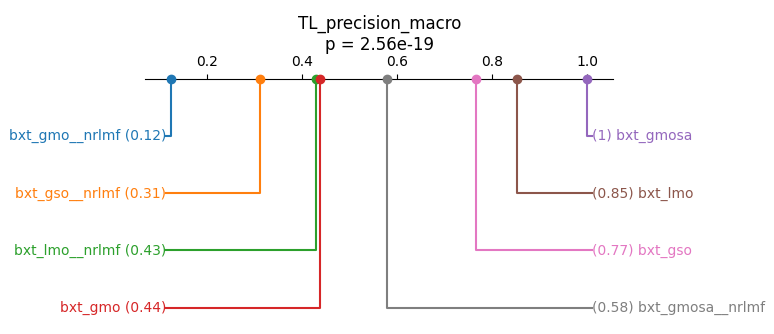 TL_precision_macro
p = 2.56e-19
0.2 0.4 0.6 0.8 1.0
bxt_gmo__nrlmf (0.12) (1) bxt_gmosa
bxt_gso__nrlmf (0.31) (0.85) bxt_lmo
bxt_lmo__nrlmf (0.43) (0.77) bxt_gso
bxt_gmo (0.44) (0.58) bxt_gmosa__nrlmf